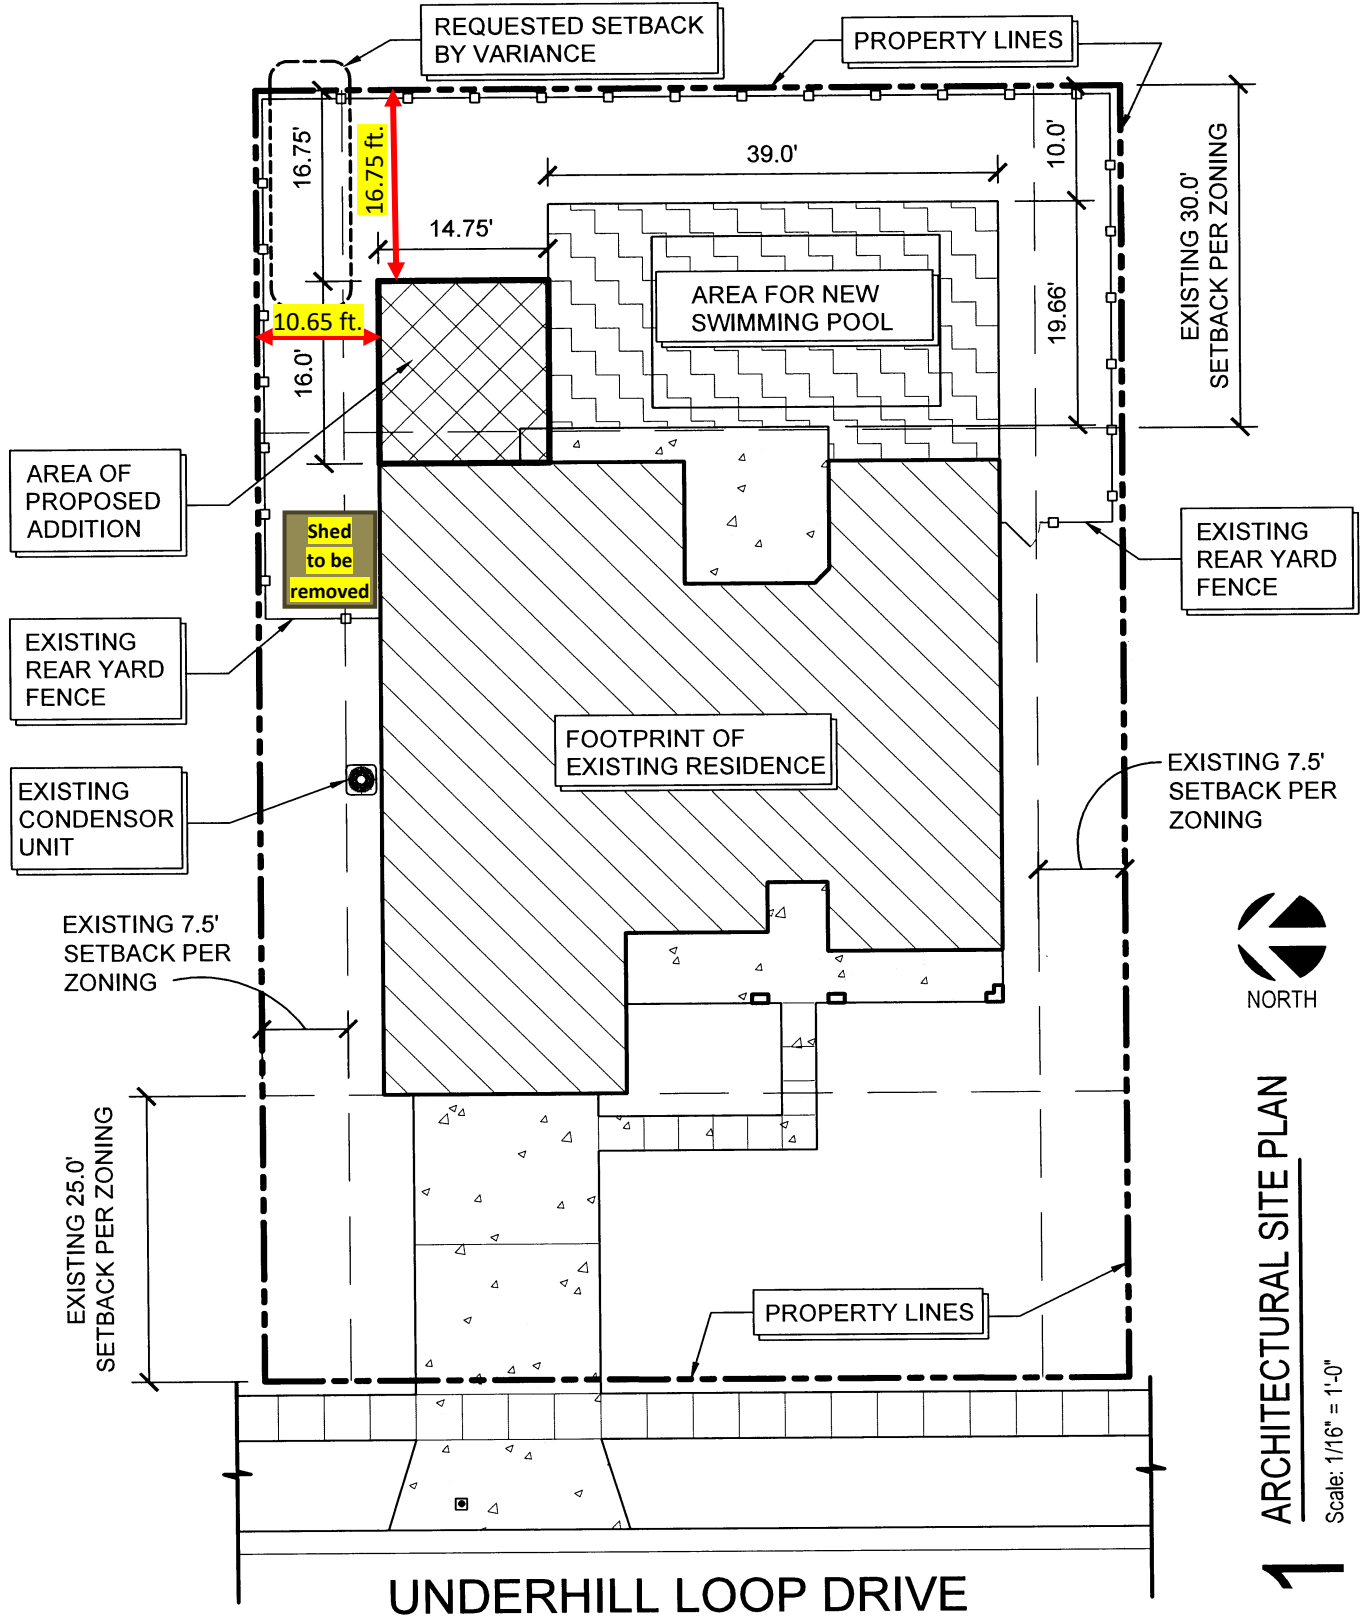 REQUESTED SETBACK
BY VARIANCE
PROPERTY LINES
16.75'
16.75 ft.
39.0'
10.0'
EXISTING 30.0'
SETBACK PER ZONING
14.75'
AREA FOR NEW
SWIMMING POOL
19.66'
10.65 ft.
16.0'
AREA OF
PROPOSED
ADDITION
Shed
to be
removed
EXISTING
REAR YARD
FENCE
EXISTING
REAR YARD
FENCE
FOOTPRINT OF
EXISTING RESIDENCE
EXISTING 7.5'
SETBACK PER
ZONING
EXISTING
CONDENSOR
UNIT
EXISTING 7.5'
SETBACK PER
ZONING
NORTH
EXISTING 25.0'
SETBACK PER ZONING
PROPERTY LINES
1
ARCHITECTURAL SITE PLAN
Scale: 1/16" = 1'-0"
UNDERHILL LOOP DRIVE